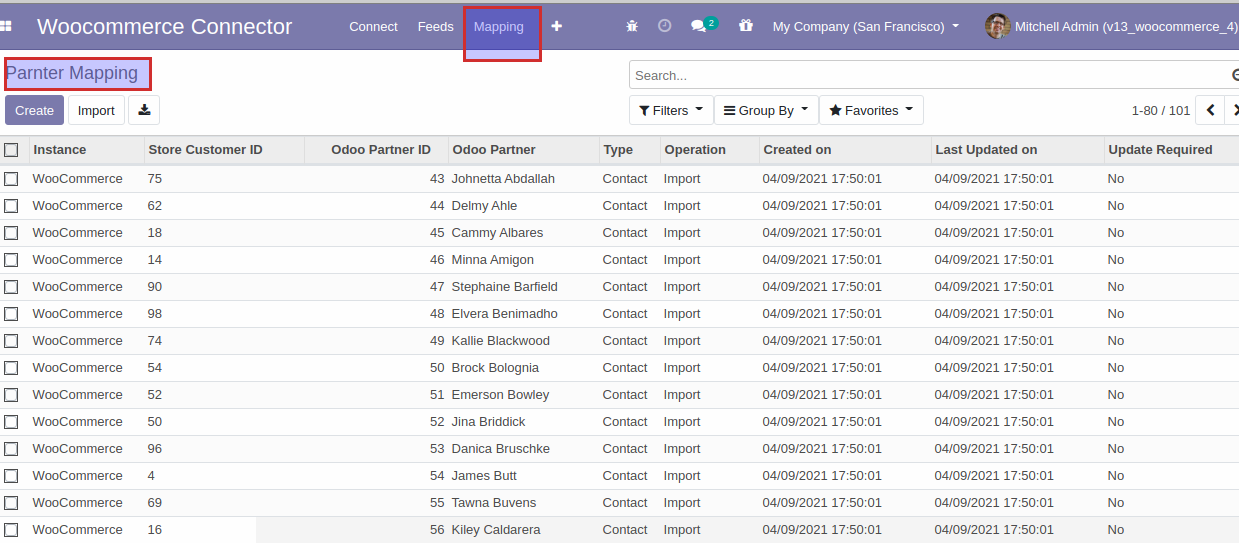 Woocommerce Connector Connect Feeds Mapping 2 My Company (San Francisco) Mitchell Admin (v13_woocommerce_4)
Parnter Mapping Search...
Create Import Filters Group By Favorites 1-80 / 101
Instance Store Customer ID Odoo Partner ID Odoo Partner Type Operation Created on Last Updated on Update Required
WooCommerce 75 43 Johnetta Abdallah Contact Import 04/09/2021 17:50:01 04/09/2021 17:50:01 No
WooCommerce 62 44 Delmy Ahle Contact Import 04/09/2021 17:50:01 04/09/2021 17:50:01 No
WooCommerce 18 45 Cammy Albares Contact Import 04/09/2021 17:50:01 04/09/2021 17:50:01 No
WooCommerce 14 46 Minna Amigon Contact Import 04/09/2021 17:50:01 04/09/2021 17:50:01 No
WooCommerce 90 47 Stephaine Barfield Contact Import 04/09/2021 17:50:01 04/09/2021 17:50:01 No
WooCommerce 98 48 Elvera Benimadho Contact Import 04/09/2021 17:50:01 04/09/2021 17:50:01 No
WooCommerce 74 49 Kallie Blackwood Contact Import 04/09/2021 17:50:01 04/09/2021 17:50:01 No
WooCommerce 54 50 Brock Bolognia Contact Import 04/09/2021 17:50:01 04/09/2021 17:50:01 No
WooCommerce 52 51 Emerson Bowley Contact Import 04/09/2021 17:50:01 04/09/2021 17:50:01 No
WooCommerce 50 52 Jina Briddick Contact Import 04/09/2021 17:50:01 04/09/2021 17:50:01 No
WooCommerce 96 53 Danica Bruschke Contact Import 04/09/2021 17:50:01 04/09/2021 17:50:01 No
WooCommerce 4 54 James Butt Contact Import 04/09/2021 17:50:01 04/09/2021 17:50:01 No
WooCommerce 69 55 Tawna Buvens Contact Import 04/09/2021 17:50:01 04/09/2021 17:50:01 No
WooCommerce 16 56 Kiley Caldarera Contact Import 04/09/2021 17:50:01 04/09/2021 17:50:01 No